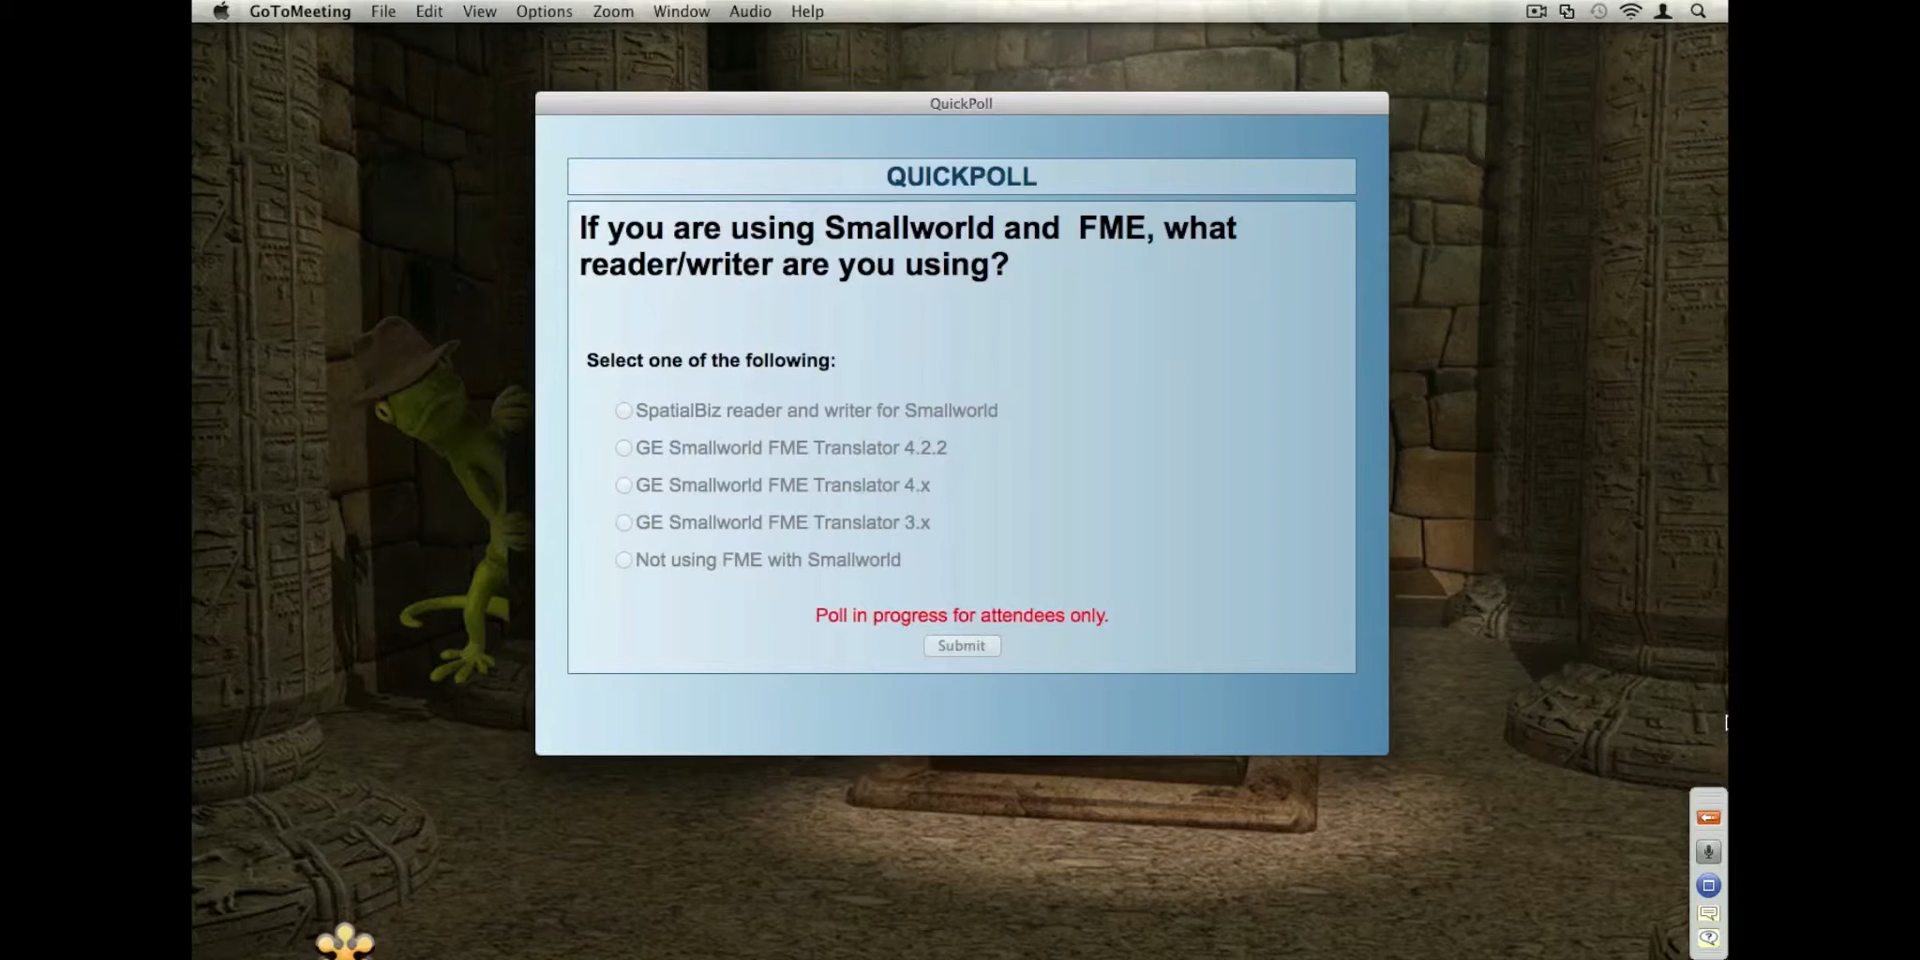 GoToMeeting File Edit View Options Zoom Window Audio Help
QuickPoll
QUICKPOLL
If you are using Smallworld and  FME, what
reader/writer are you using?
Select one of the following:
SpatialBiz reader and writer for Smallworld
GE Smallworld FME Translator 4.2.2
GE Smallworld FME Translator 4.x
GE Smallworld FME Translator 3.x
Not using FME with Smallworld
Poll in progress for attendees only.
Submit